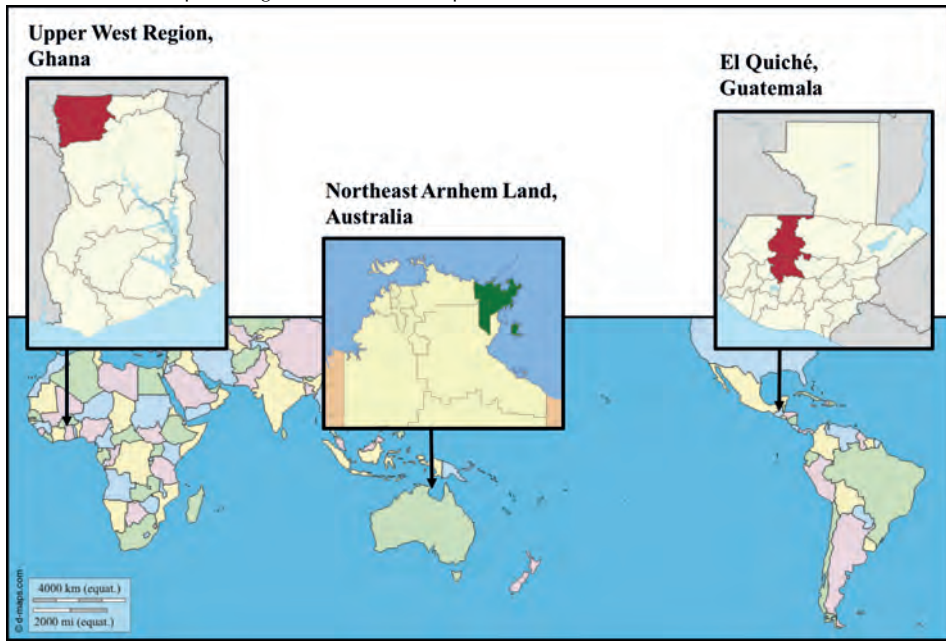 Upper West Region,
Ghana
El Quiché,
Guatemala
Northeast Arnhem Land,
Australia
4000 km (equat.)
2000 mi (equat.)
© d-maps.com